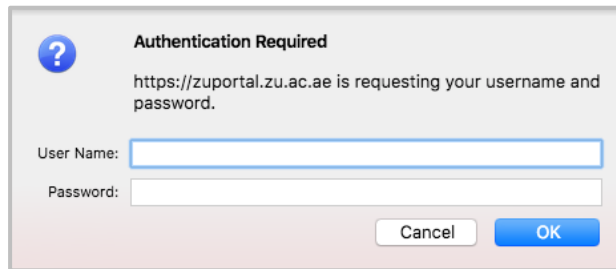 Authentication Required
https://zuportal.zu.ac.ae is requesting your username and
password.
User Name:
Password:
Cancel
OK